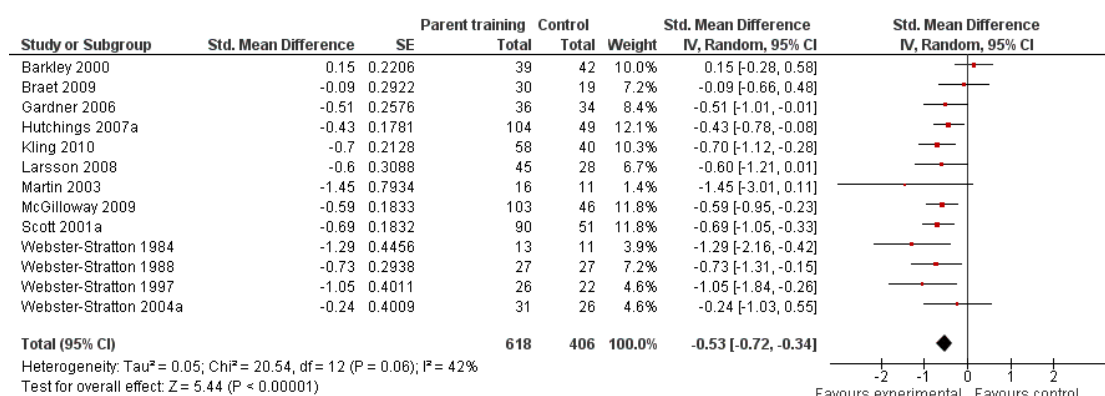 Parent training Control Std. Mean Difference Std. Mean Difference
Study or Subgroup Std. Mean Difference SE Total Total Weight IV, Random, 95% CI IV, Random, 95% CI
Barkley 2000 0.15 0.2206 39 42 10.0% 0.15 [-0.28, 0.58]
Braet 2009 -0.09 0.2922 30 19 7.2% -0.09 [-0.66, 0.48]
Gardner 2006 -0.51 0.2576 36 34 8.4% -0.51 [-1.01, -0.01]
Hutchings 2007a -0.43 0.1781 104 49 12.1% -0.43 [-0.78, -0.08]
Kling 2010 -0.7 0.2128 58 40 10.3% -0.70 [-1.12, -0.28]
Larsson 2008 -0.6 0.3088 45 28 6.7% -0.60 [-1.21, 0.01]
Martin 2003 -1.45 0.7934 16 11 1.4% -1.45 [-3.01, 0.11]
McGilloway 2009 -0.59 0.1833 103 46 11.8% -0.59 [-0.95, -0.23]
Scott 2001a -0.69 0.1832 90 51 11.8% -0.69 [-1.05, -0.33]
Webster-Stratton 1984 -1.29 0.4456 13 11 3.9% -1.29 [-2.16, -0.42]
Webster-Stratton 1988 -0.73 0.2938 27 27 7.2% -0.73 [-1.31, -0.15]
Webster-Stratton 1997 -1.05 0.4011 26 22 4.6% -1.05 [-1.84, -0.26]
Webster-Stratton 2004a -0.24 0.4009 31 26 4.6% -0.24 [-1.03, 0.55]
Total (95% CI) 618 406 100.0% -0.53 [-0.72, -0.34]
Heterogeneity: Tau² = 0.05; Chi² = 20.54, df = 12 (P = 0.06); I² = 42%
Test for overall effect: Z = 5.44 (P < 0.00001)
-2 -1 0 1 2
Favours experimental Favours control